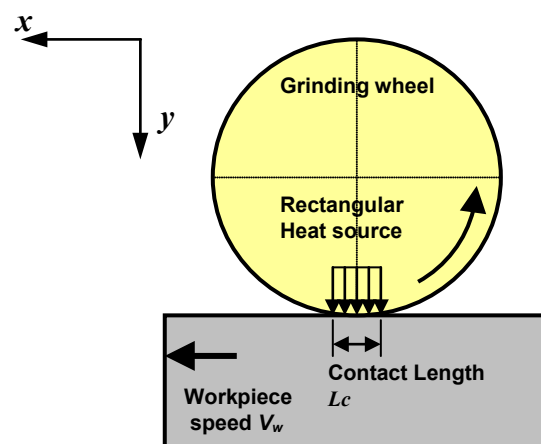 x
y
Grinding wheel
Rectangular
Heat source
Contact Length
Lc
Workpiece
speed Vw